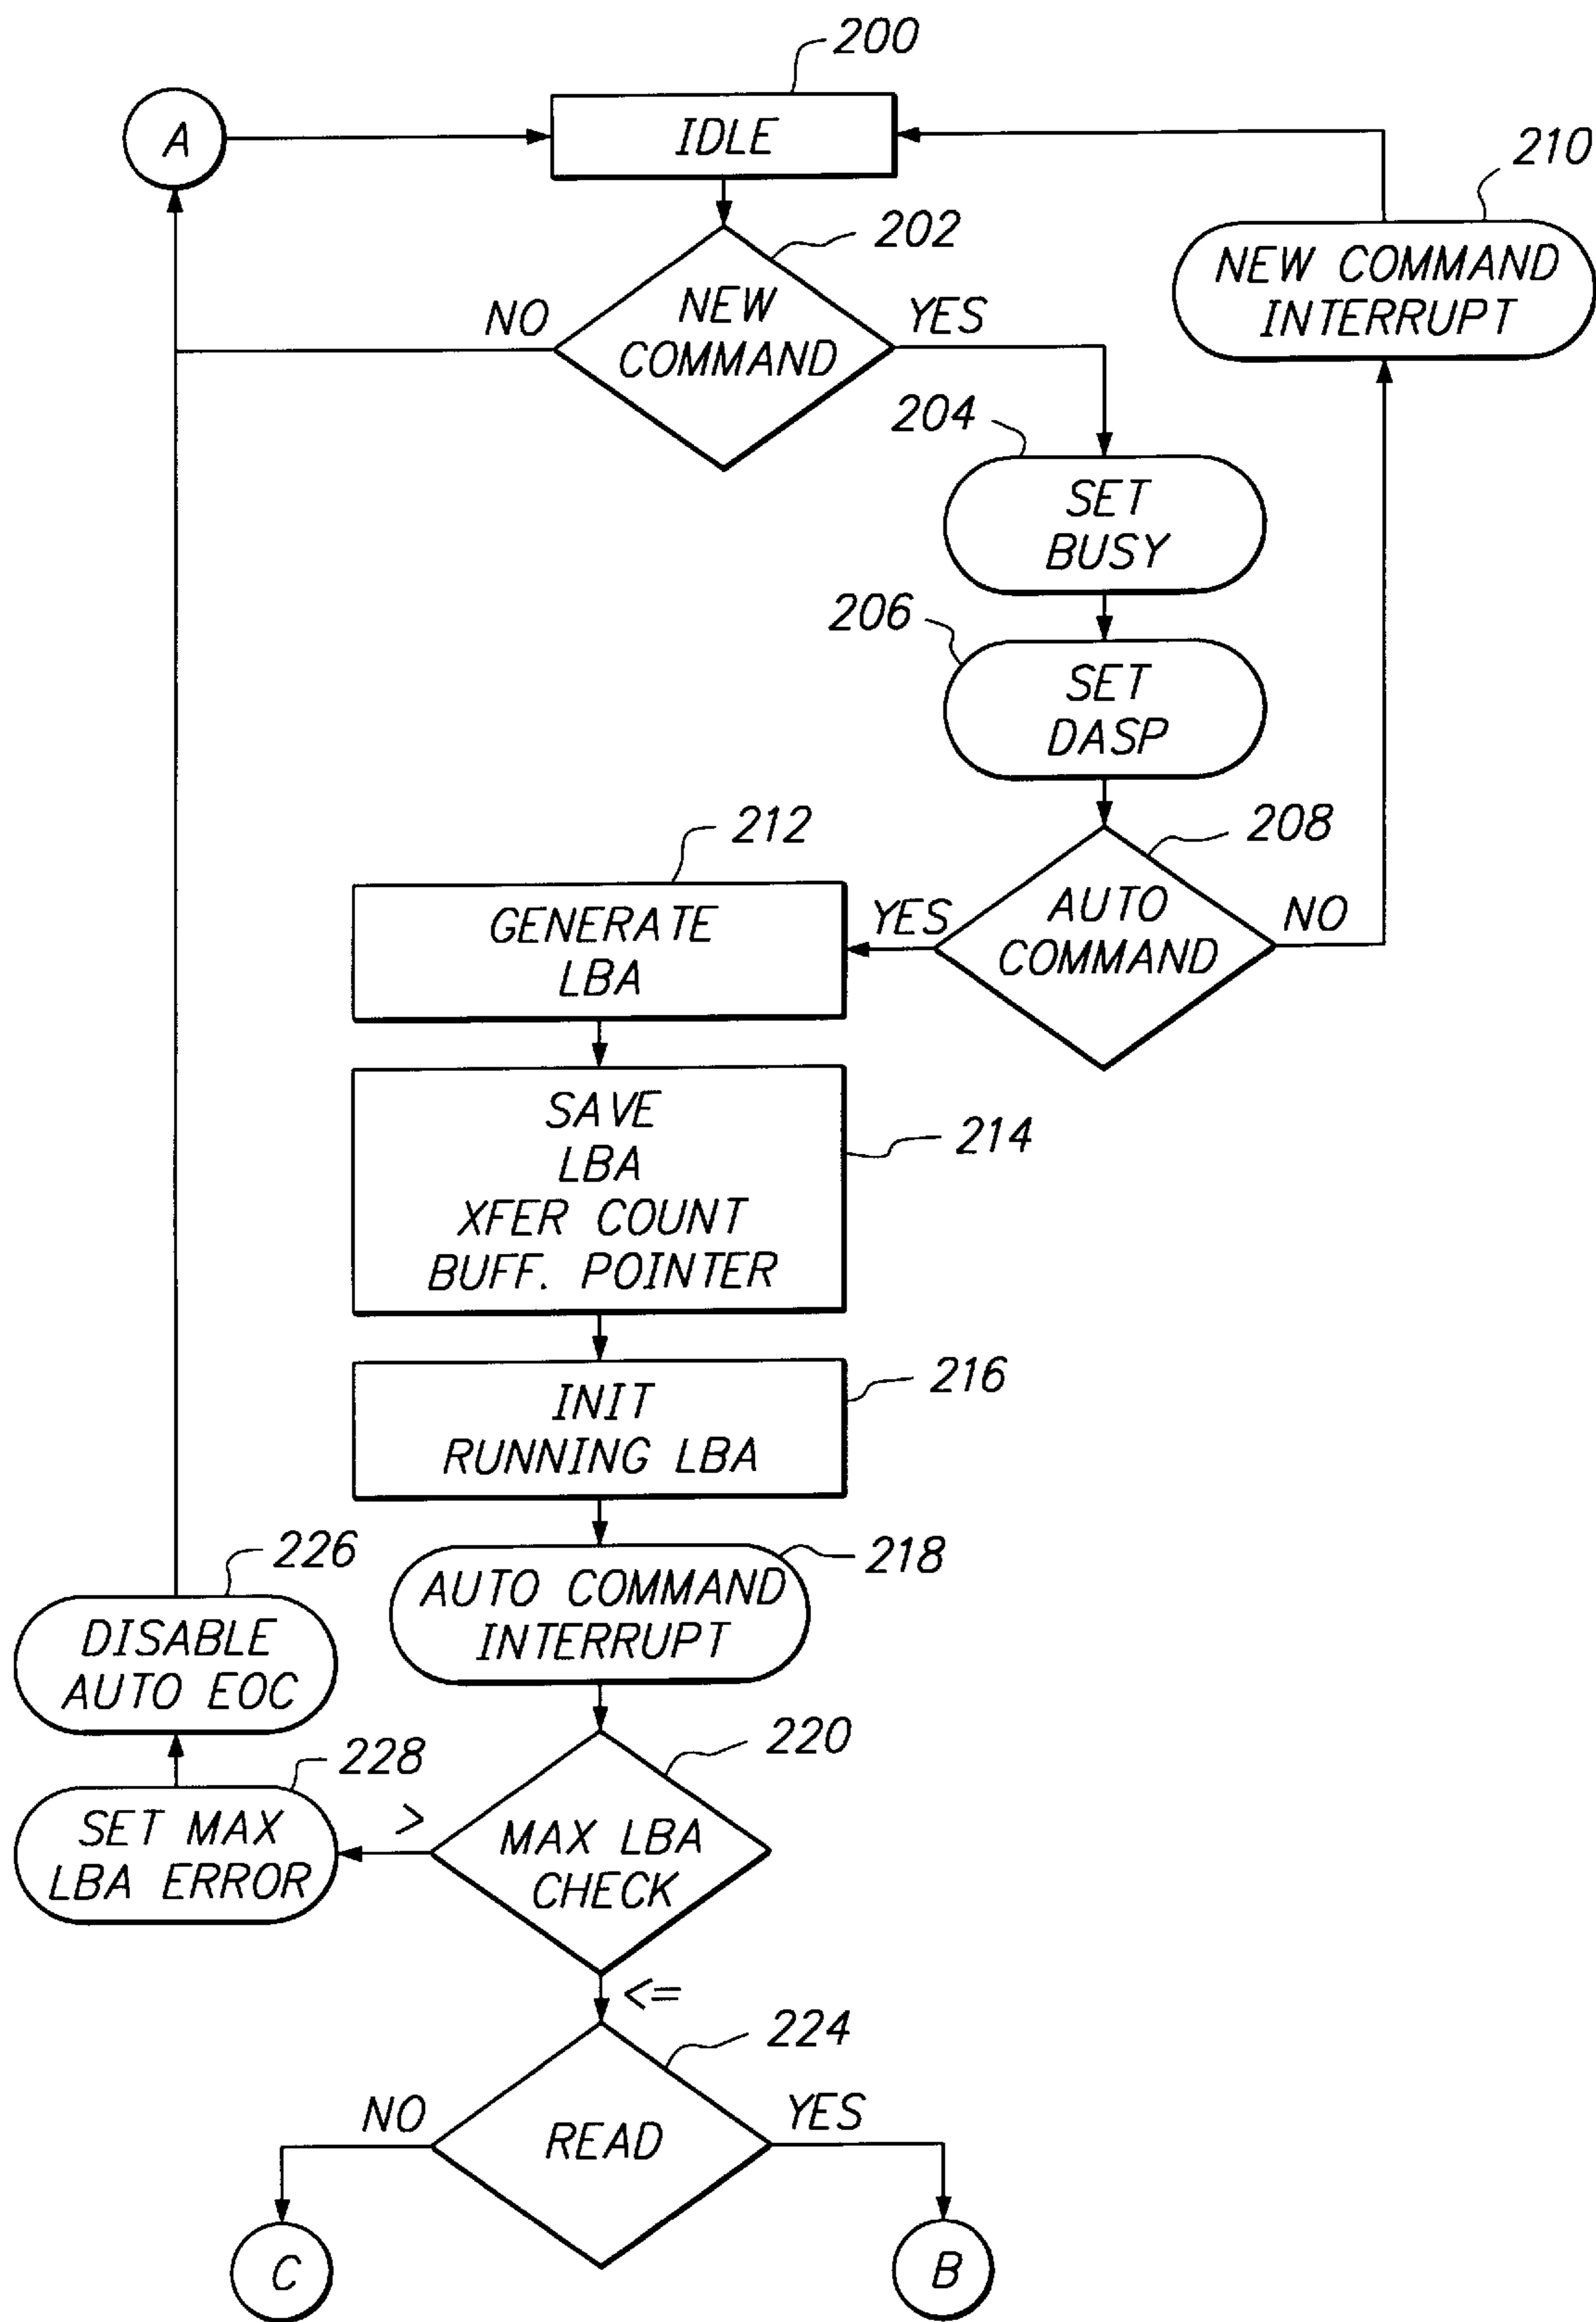 200
A
IDLE
210
202
NEW COMMAND
INTERRUPT
NO
NEW
COMMAND
YES
204
SET
BUSY
206
SET
DASP
212
208
GENERATE
LBA
YES
AUTO
COMMAND
NO
SAVE
LBA
XFER COUNT
BUFF. POINTER
214
INIT
RUNNING LBA
216
226
218
AUTO COMMAND
INTERRUPT
DISABLE
AUTO EOC
228
220
SET MAX
LBA ERROR
>
MAX LBA
CHECK
<=
224
NO
READ
YES
C
B